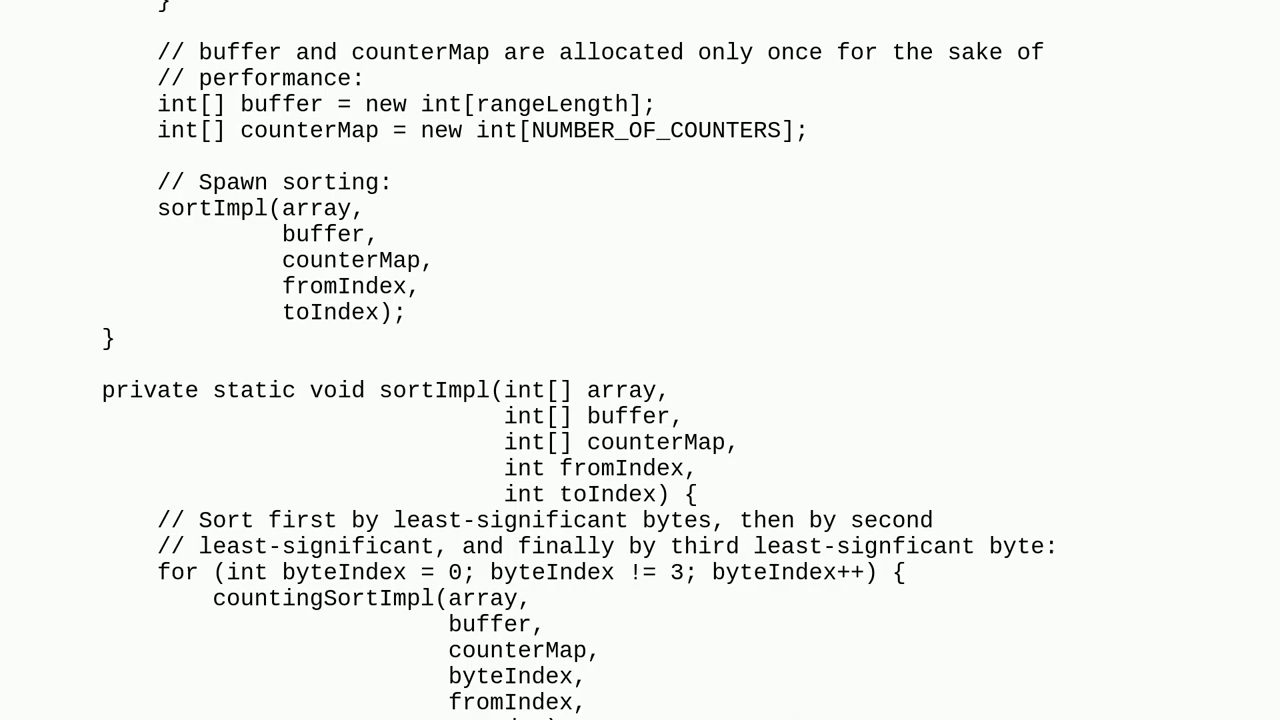 }
// buffer and counterMap are allocated only once for the sake of
// performance:
int[] buffer = new int[rangeLength];
int[] counterMap = new int[NUMBER_OF_COUNTERS];
// Spawn sorting:
sortImpl(array,
buffer,
counterMap,
fromIndex,
toIndex);
}
private static void sortImpl(int[] array,
int[] buffer,
int[] counterMap,
int fromIndex,
int toIndex) {
// Sort first by least-significant bytes, then by second
// least-significant, and finally by third least-signficant byte:
for (int byteIndex = 0; byteIndex != 3; byteIndex++) {
countingSortImpl(array,
buffer,
counterMap,
byteIndex,
fromIndex,